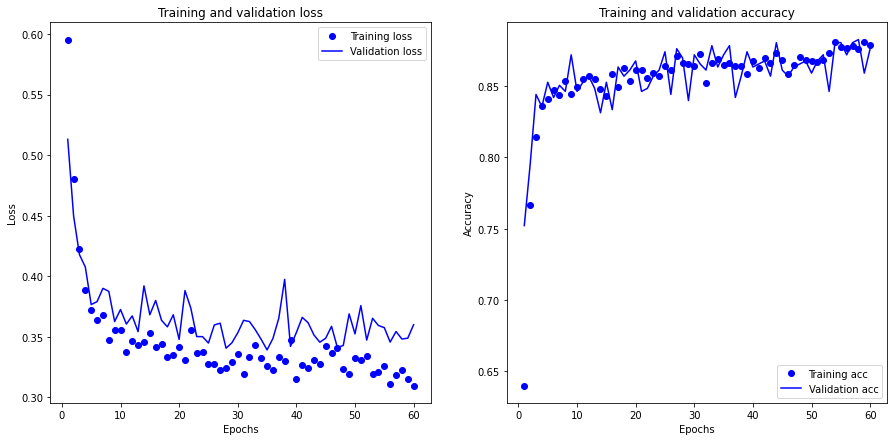 Training and validation loss
0.60
0.55
0.50
0.45
0.40
0.35
0.30
Loss
Training loss
Validation loss
0 10 20 30 40 50 60
Epochs
Training and validation accuracy
0.85
0.80
0.75
0.70
0.65
Accuracy
Training acc
Validation acc
0 10 20 30 40 50 60
Epochs